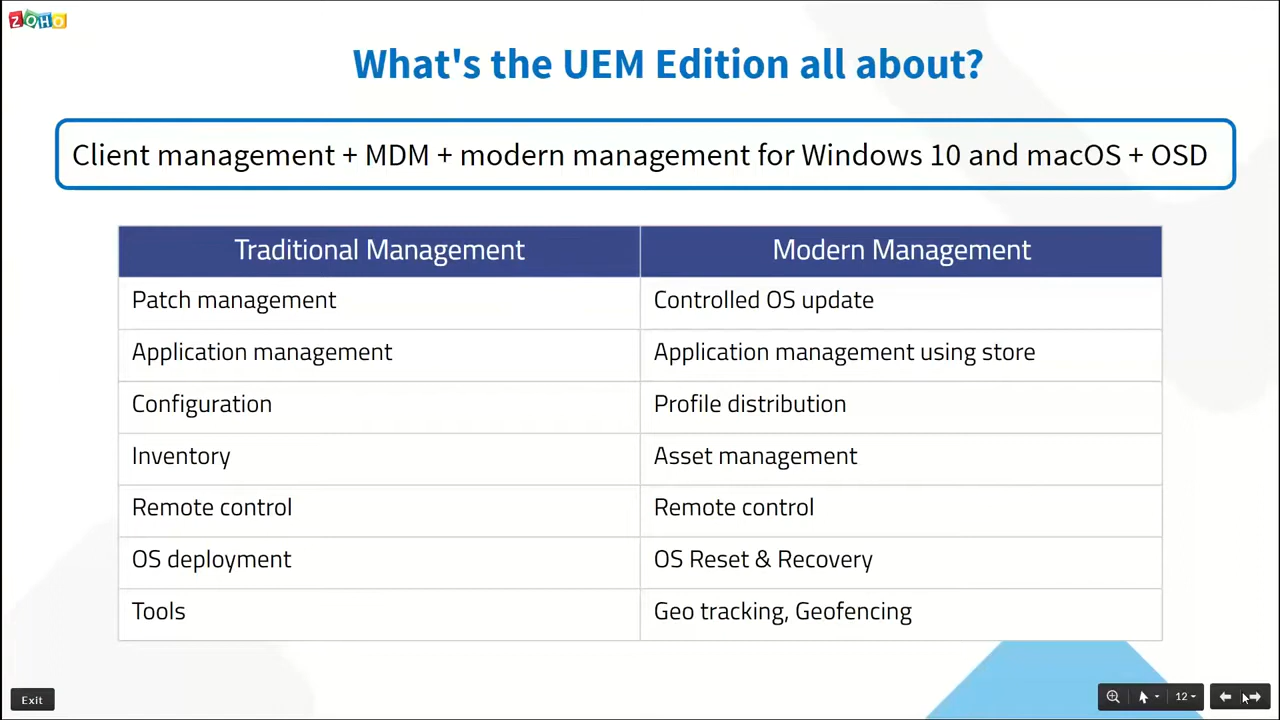 ZOHO
What's the UEM Edition all about?
Client management + MDM + modern management for Windows 10 and macOS + OSD
Traditional Management Modern Management
Patch management Controlled OS update
Application management Application management using store
Configuration Profile distribution
Inventory Asset management
Remote control Remote control
OS deployment OS Reset & Recovery
Tools Geo tracking, Geofencing
Exit 12